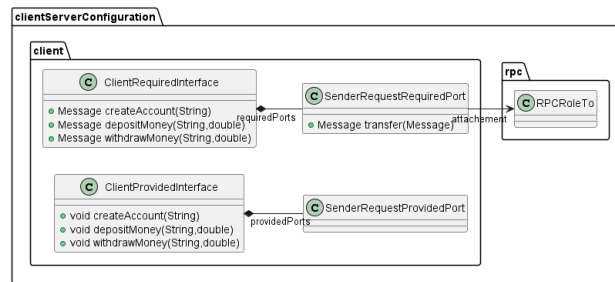 clientServerConfiguration
client
C ClientRequiredInterface
Message createAccount(String)
Message depositMoney(String,double)
Message withdrawMoney(String,double)
requiredPorts
C SenderRequestRequiredPort
Message transfer(Message)
attachement
rpc
C RPCRoleTo
C ClientProvidedInterface
void createAccount(String)
void depositMoney(String,double)
void withdrawMoney(String,double)
providedPorts
C SenderRequestProvidedPort